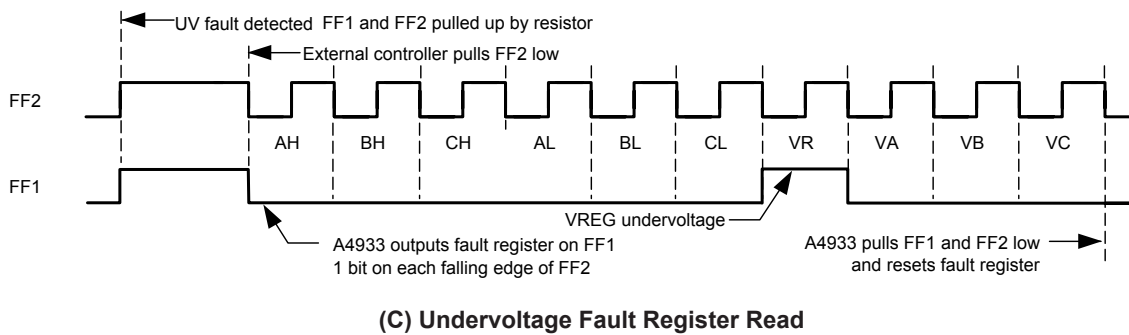 UV fault detected FF1 and FF2 pulled up by resistor
External controller pulls FF2 low
FF2
AH BH CH AL BL CL VR VA VB VC
FF1
VREG undervoltage
A4933 outputs fault register on FF1
1 bit on each falling edge of FF2
A4933 pulls FF1 and FF2 low
and resets fault register
(C) Undervoltage Fault Register Read